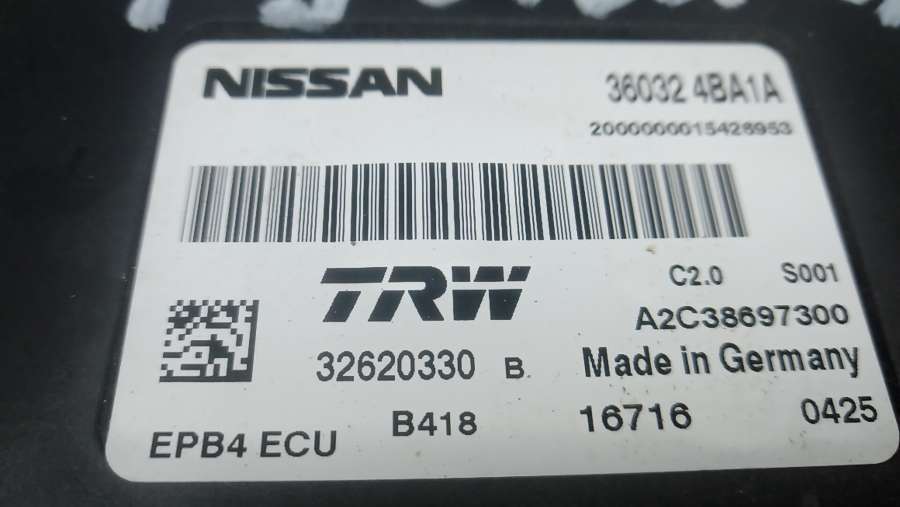 NISSAN 36032 4BA1A
2000000015428953
TRW C2.0 S001
A2C38697300
32620330 B. Made in Germany
EPB4 ECU B418 16716 0425